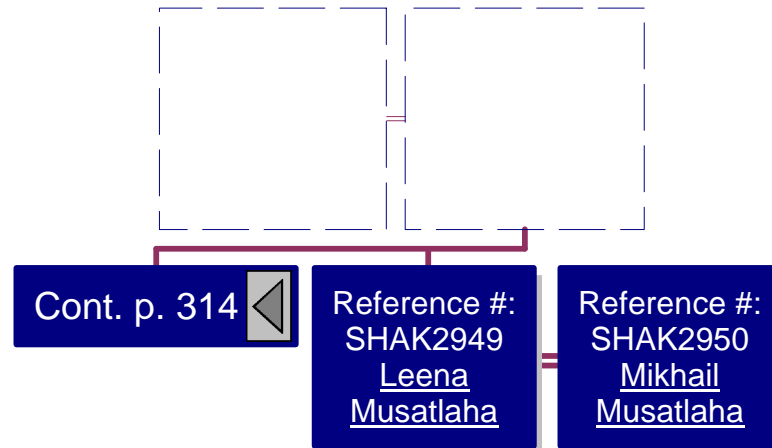 Cont. p. 314
Reference #:
SHAK2949
Leena
Musatlaha
Reference #:
SHAK2950
Mikhail
Musatlaha